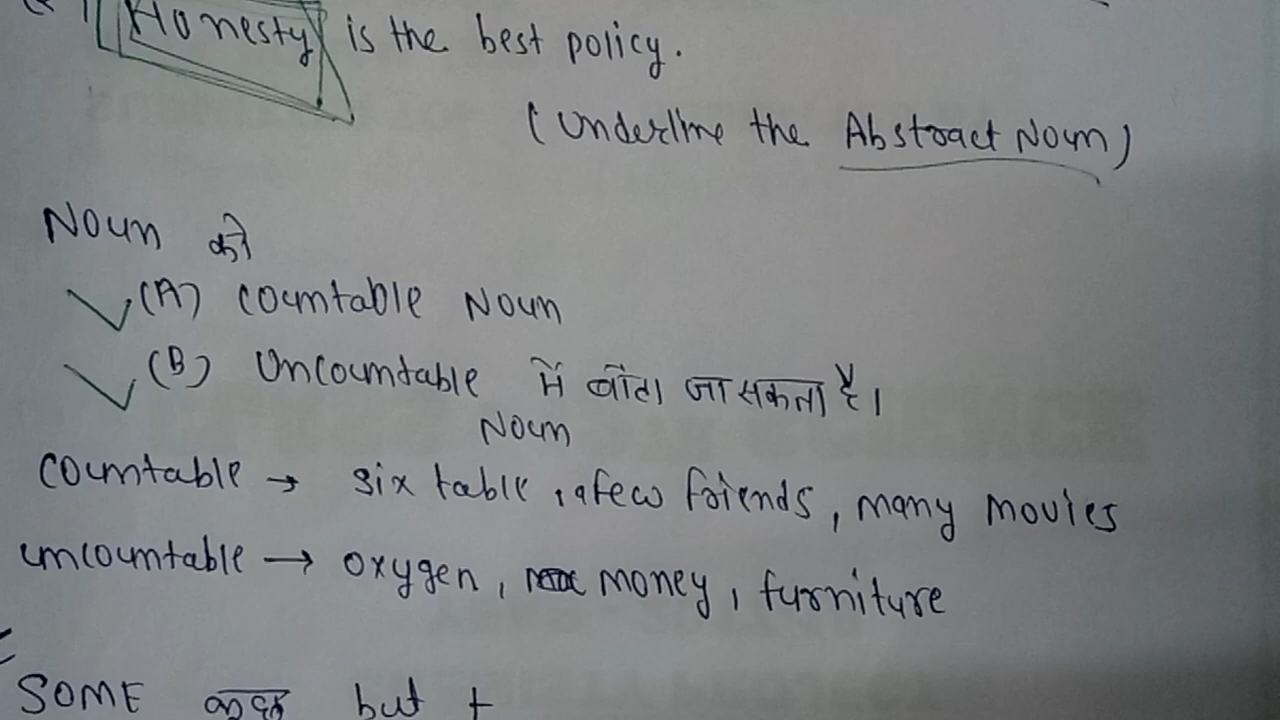 Honesty is the best policy.
(Underline the Abstract Noun)
Noun को
(A) Countable Noun
(B) Uncountable में बाँटा जा सकता है।
Noun
Countable → six table, a few friends, many movies
uncountable → oxygen, money, furniture
SOME but +